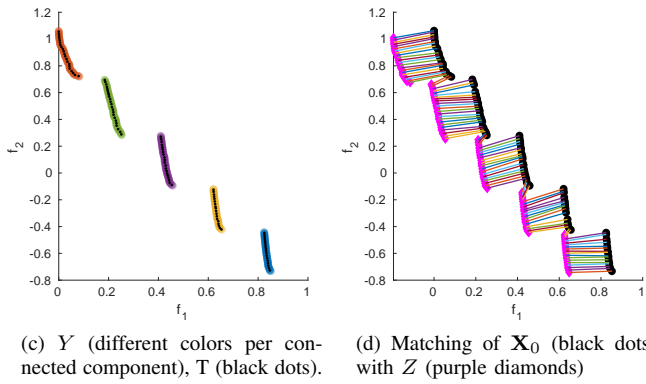 1.2
1
0.8
0.6
0.4
0.2
0
-0.2
-0.4
-0.6
-0.8
f2
0 0.2 0.4 0.6 0.8 1
f1
1.2
1
0.8
0.6
0.4
0.2
0
-0.2
-0.4
-0.6
-0.8
f2
0 0.2 0.4 0.6 0.8 1
f1
(c) Y (different colors per con-
nected component), T (black dots).
(d) Matching of X0 (black dots
with Z (purple diamonds)